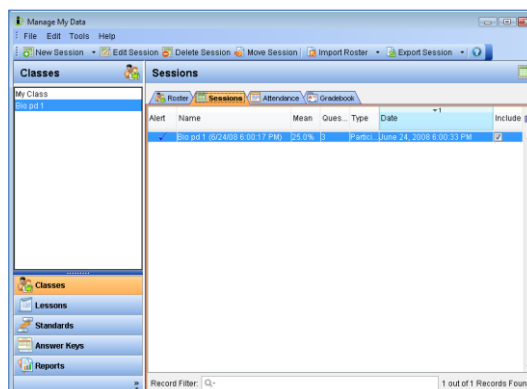 Manage My Data
File Edit Tools Help
New Session Edit Session Delete Session Move Session Import Roster Export Session
Classes
Sessions
My Class
Bio pd 1
Roster Sessions Attendance Gradebook
Alert Name Mean Ques... Type Date 1 Include
Bio pd 1 (6/24/08 6:00:17 PM) 25.0% 3 Partici... June 24, 2008 6:00:33 PM
Classes
Lessons
Standards
Answer Keys
Reports
Record Filter: 1 out of 1 Records Foun